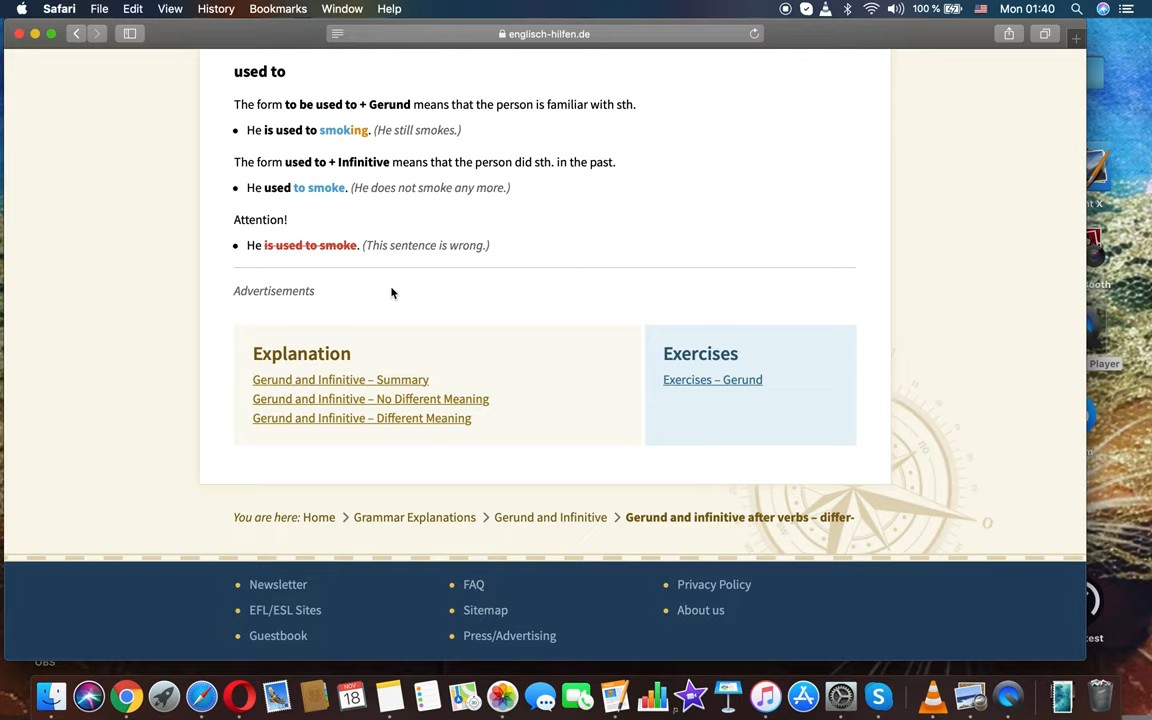 Safari File Edit View History Bookmarks Window Help 100 % Mon 01:40
englisch-hilfen.de
used to
The form to be used to + Gerund means that the person is familiar with sth.
• He is used to smoking. (He still smokes.)
The form used to + Infinitive means that the person did sth. in the past.
• He used to smoke. (He does not smoke any more.)
Attention!
• He is used to smoke. (This sentence is wrong.)
Advertisements
Explanation
Gerund and Infinitive – Summary
Gerund and Infinitive – No Different Meaning
Gerund and Infinitive – Different Meaning
Exercises
Exercises – Gerund
You are here: Home > Grammar Explanations > Gerund and Infinitive > Gerund and infinitive after verbs – differ-
• Newsletter
• EFL/ESL Sites
• Guestbook
• FAQ
• Sitemap
• Press/Advertising
• Privacy Policy
• About us
Player
OBS
NOV
18